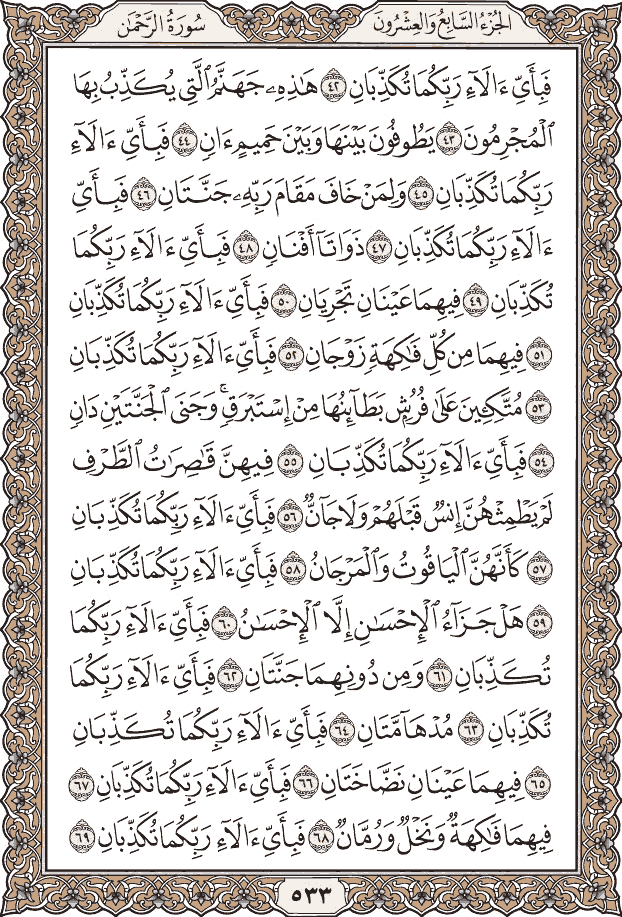 الجُزْءُ السَّابِعُ وَالعِشْرُونَ
سُورَةُ الرَّحْمَن
فَبِأَيِّ ءَالَآءِ رَبِّكُمَا تُكَذِّبَانِ ٤٢ هَٰذِهِۦ جَهَنَّمُ ٱلَّتِي يُكَذِّبُ بِهَا
ٱلْمُجْرِمُونَ ٤٣ يَطُوفُونَ بَيْنَهَا وَبَيْنَ حَمِيمٍ ءَانٍ ٤٤ فَبِأَيِّ ءَالَآءِ
رَبِّكُمَا تُكَذِّبَانِ ٤٥ وَلِمَنْ خَافَ مَقَامَ رَبِّهِۦ جَنَّتَانِ ٤٦ فَبِأَيِّ
ءَالَآءِ رَبِّكُمَا تُكَذِّبَانِ ٤٧ ذَوَاتَآ أَفْنَانٍ ٤٨ فَبِأَيِّ ءَالَآءِ رَبِّكُمَا
تُكَذِّبَانِ ٤٩ فِيهِمَا عَيْنَانِ تَجْرِيَانِ ٥٠ فَبِأَيِّ ءَالَآءِ رَبِّكُمَا تُكَذِّبَانِ
٥١ فِيهِمَا مِن كُلِّ فَٰكِهَةٍ زَوْجَانِ ٥٢ فَبِأَيِّ ءَالَآءِ رَبِّكُمَا تُكَذِّبَانِ
٥٣ مُتَّكِـِٔينَ عَلَىٰ فُرُشٍۭ بَطَآئِنُهَا مِنْ إِسْتَبْرَقٍۚ وَجَنَى ٱلْجَنَّتَيْنِ دَانٍ
٥٤ فَبِأَيِّ ءَالَآءِ رَبِّكُمَا تُكَذِّبَانِ ٥٥ فِيهِنَّ قَٰصِرَٰتُ ٱلطَّرْفِ
لَمْ يَطْمِثْهُنَّ إِنسٌ قَبْلَهُمْ وَلَا جَآنٌّ ٥٦ فَبِأَيِّ ءَالَآءِ رَبِّكُمَا تُكَذِّبَانِ
٥٧ كَأَنَّهُنَّ ٱلْيَاقُوتُ وَٱلْمَرْجَانُ ٥٨ فَبِأَيِّ ءَالَآءِ رَبِّكُمَا تُكَذِّبَانِ
٥٩ هَلْ جَزَآءُ ٱلْإِحْسَٰنِ إِلَّا ٱلْإِحْسَٰنُ ٦٠ فَبِأَيِّ ءَالَآءِ رَبِّكُمَا
تُكَذِّبَانِ ٦١ وَمِن دُونِهِمَا جَنَّتَانِ ٦٢ فَبِأَيِّ ءَالَآءِ رَبِّكُمَا
تُكَذِّبَانِ ٦٣ مُدْهَآمَّتَانِ ٦٤ فَبِأَيِّ ءَالَآءِ رَبِّكُمَا تُكَذِّبَانِ
٦٥ فِيهِمَا عَيْنَانِ نَضَّاخَتَانِ ٦٦ فَبِأَيِّ ءَالَآءِ رَبِّكُمَا تُكَذِّبَانِ ٦٧
فِيهِمَا فَٰكِهَةٌ وَنَخْلٌ وَرُمَّانٌ ٦٨ فَبِأَيِّ ءَالَآءِ رَبِّكُمَا تُكَذِّبَانِ ٦٩
٥٣٣